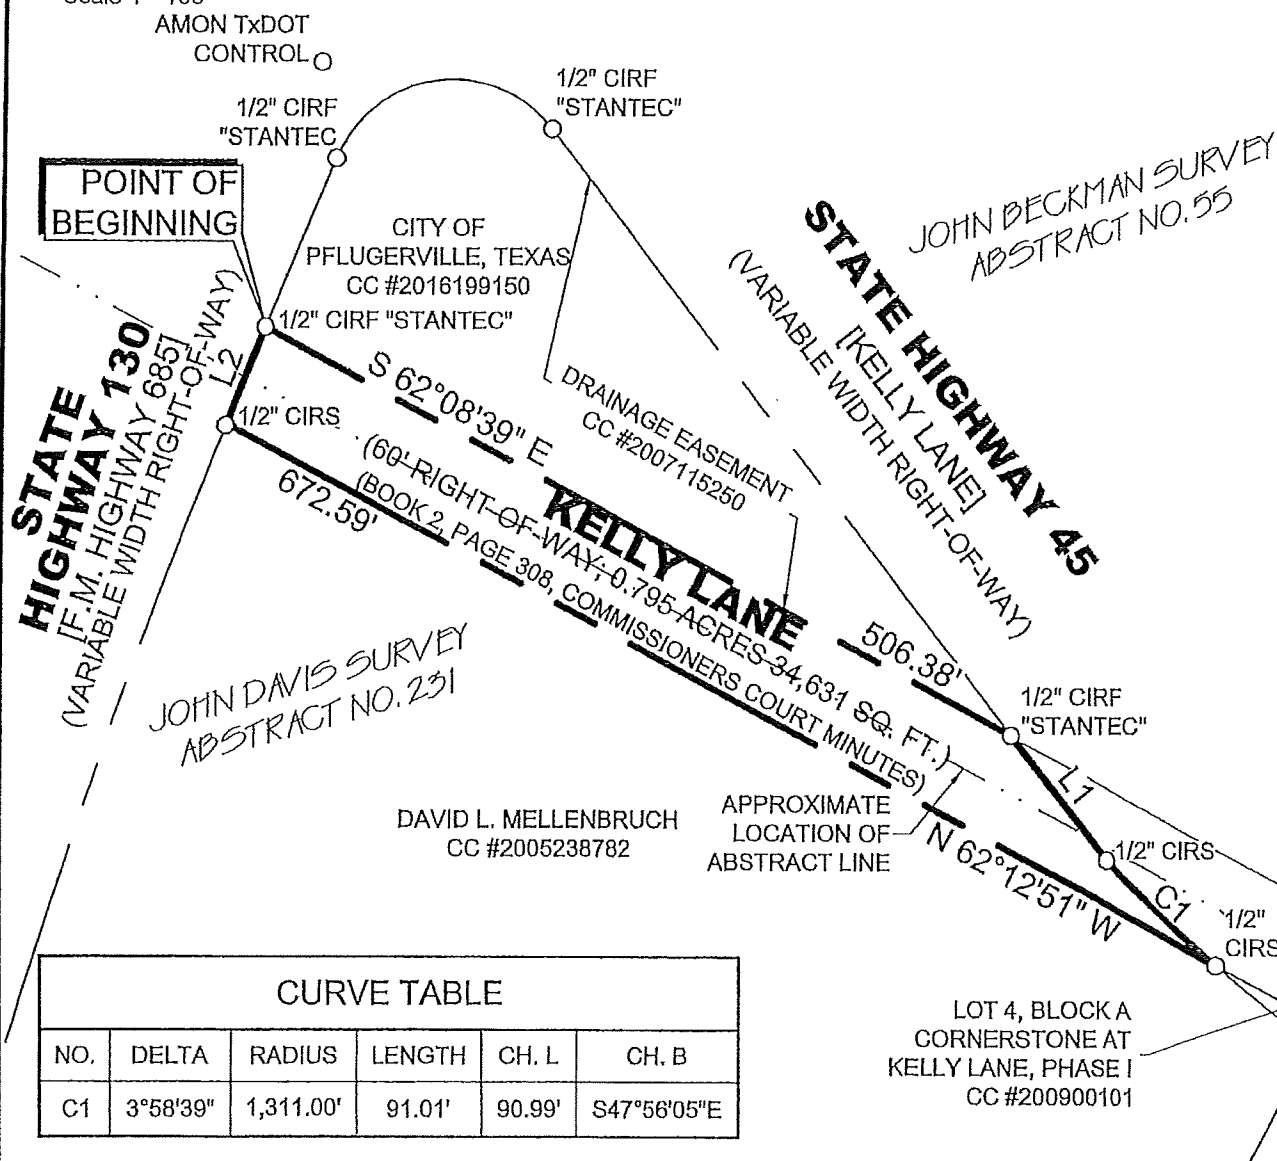 AMON TxDOT
CONTROL
1/2" CIRF
"STANTEC"
1/2" CIRF
"STANTEC
POINT OF
BEGINNING
CITY OF
PFLUGERVILLE, TEXAS
CC #2016199150
1/2" CIRF "STANTEC"
JOHN BECKMAN SURVEY
ABSTRACT NO. 55
STATE HIGHWAY 45
[KELLY LANE]
(VARIABLE WIDTH RIGHT-OF-WAY)
STATE
HIGHWAY 130
[F.M. HIGHWAY 685]
(VARIABLE WIDTH RIGHT-OF-WAY)
L2
1/2" CIRS
S 62°08'39" E
506.38'
DRAINAGE EASEMENT
CC #2007115250
KELLY LANE
(60' RIGHT-OF-WAY; 0.795 ACRES 34,631 SQ. FT.)
(BOOK 2, PAGE 308, COMMISSIONERS COURT MINUTES)
672.59'
N 62°12'51" W
JOHN DAVIS SURVEY
ABSTRACT NO. 231
1/2" CIRF
"STANTEC"
L1
1/2" CIRS
C1
1/2"
CIRS
DAVID L. MELLENBRUCH
CC #2005238782
APPROXIMATE
LOCATION OF
ABSTRACT LINE
LOT 4, BLOCK A
CORNERSTONE AT
KELLY LANE, PHASE I
CC #200900101
CURVE TABLE
NO. DELTA RADIUS LENGTH CH. L CH. B
C1 3°58'39" 1,311.00' 91.01' 90.99' S47°56'05"E